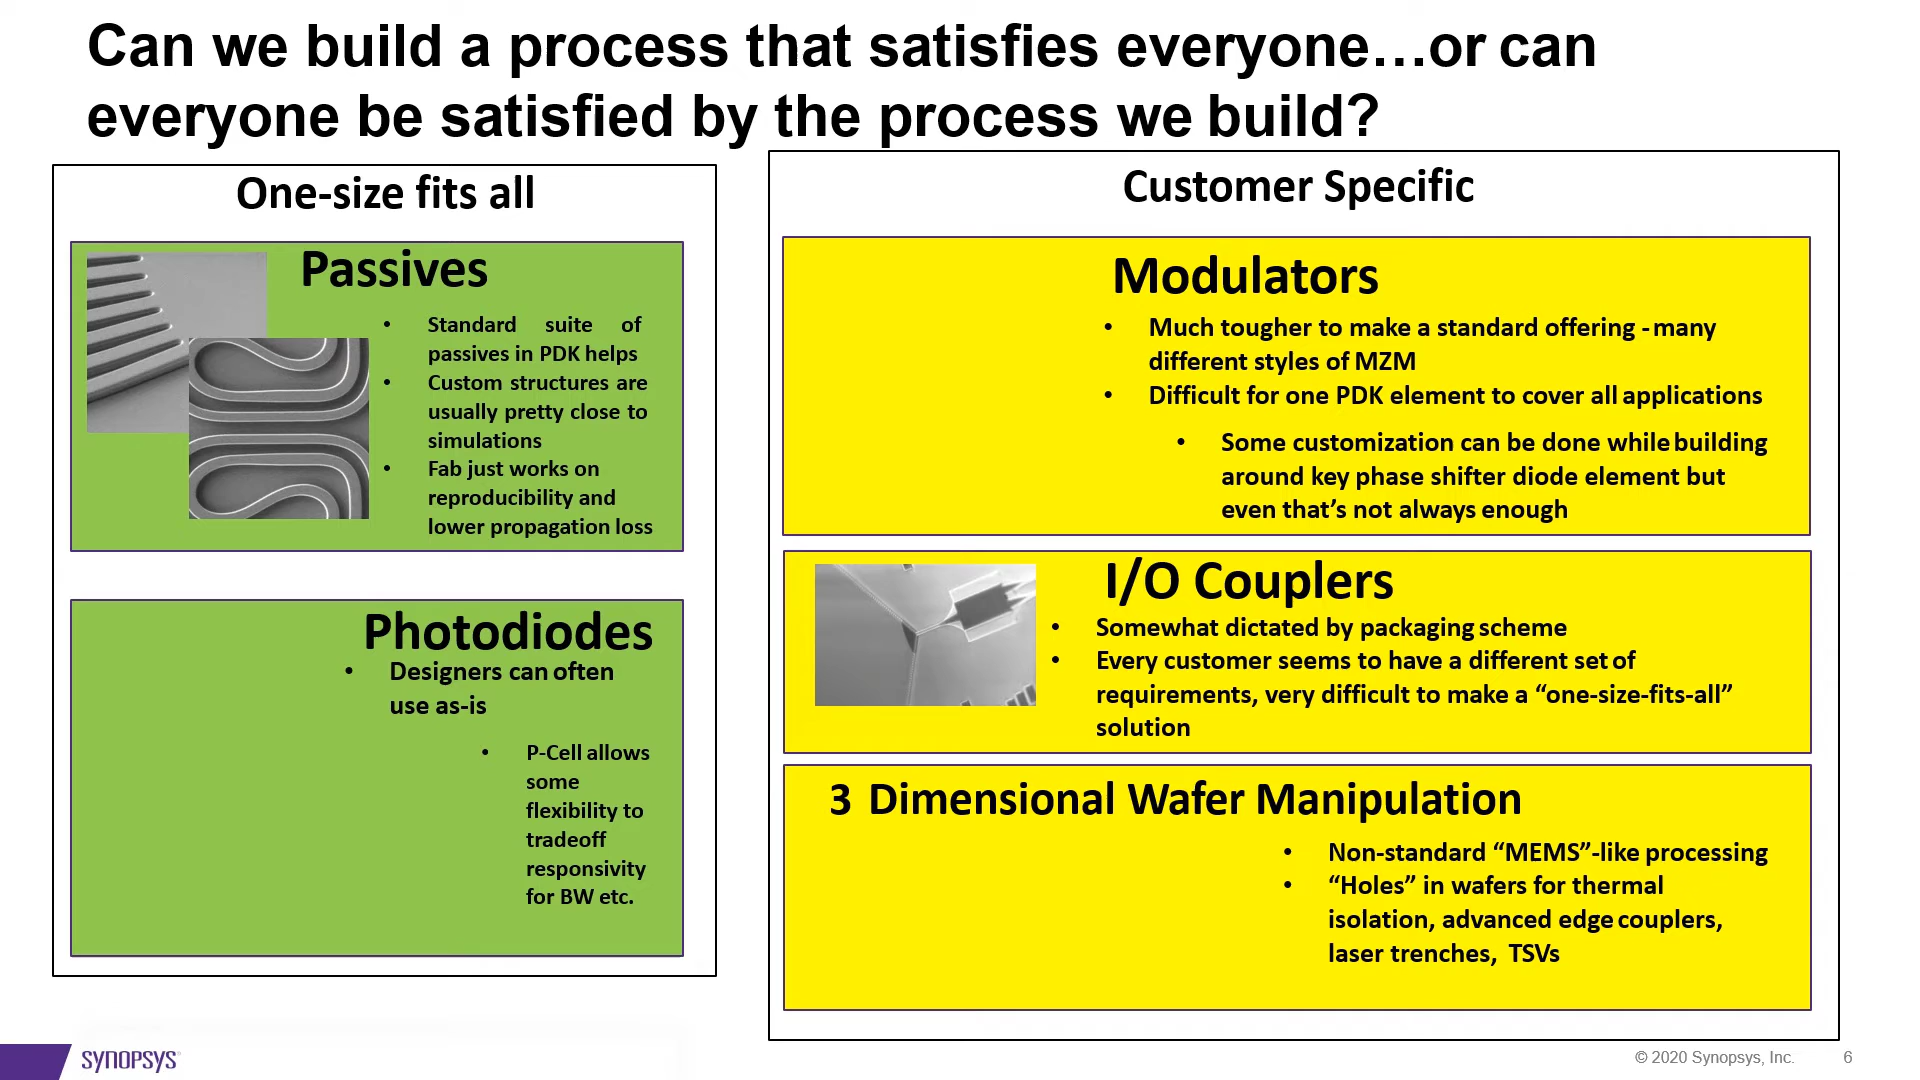 Can we build a process that satisfies everyone…or can
everyone be satisfied by the process we build?
One-size fits all
Passives
• Standard suite of
passives in PDK helps
• Custom structures are
usually pretty close to
simulations
• Fab just works on
reproducibility and
lower propagation loss
Photodiodes
• Designers can often
use as-is
• P-Cell allows
some
flexibility to
tradeoff
responsivity
for BW etc.
Customer Specific
Modulators
• Much tougher to make a standard offering - many
different styles of MZM
• Difficult for one PDK element to cover all applications
• Some customization can be done while building
around key phase shifter diode element but
even that’s not always enough
I/O Couplers
• Somewhat dictated by packaging scheme
• Every customer seems to have a different set of
requirements, very difficult to make a “one-size-fits-all”
solution
3 Dimensional Wafer Manipulation
• Non-standard “MEMS”-like processing
• “Holes” in wafers for thermal
isolation, advanced edge couplers,
laser trenches, TSVs
SYNOPSYS
© 2020 Synopsys, Inc.
6